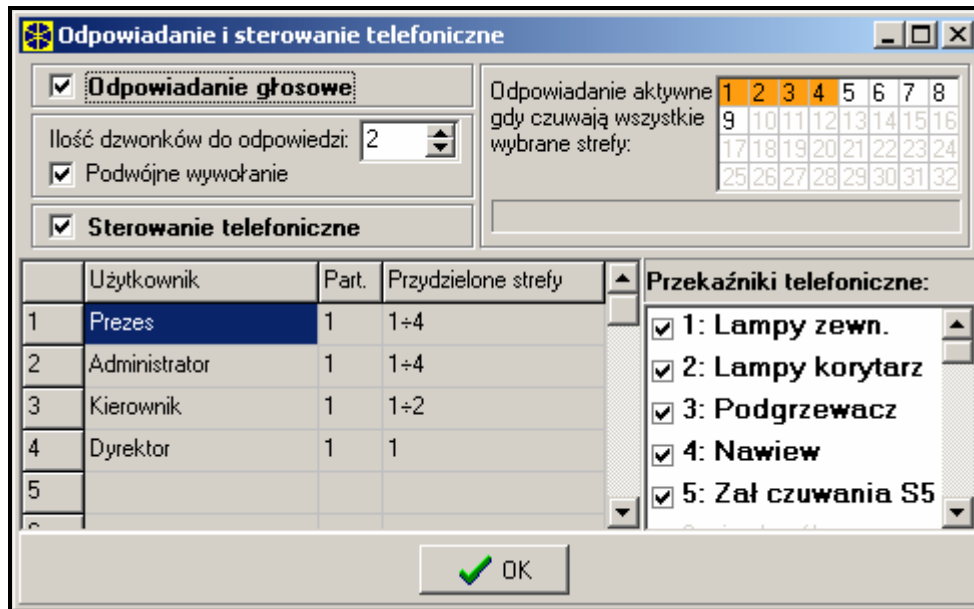 Odpowiadanie i sterowanie telefoniczne
Odpowiadanie głosowe
Ilość dzwonków do odpowiedzi: 2
Podwójne wywołanie
Sterowanie telefoniczne
Odpowiadanie aktywne
gdy czuwają wszystkie
wybrane strefy:
1 2 3 4 5 6 7 8
9 10 11 12 13 14 15 16
17 18 19 20 21 22 23 24
25 26 27 28 29 30 31 32
Użytkownik Part. Przydzielone strefy
1 Prezes 1 1÷4
2 Administrator 1 1÷4
3 Kierownik 1 1÷2
4 Dyrektor 1 1
5
Przekaźniki telefoniczne:
1: Lampy zewn.
2: Lampy korytarz
3: Podgrzewacz
4: Nawiew
5: Zał czuwania S5
OK